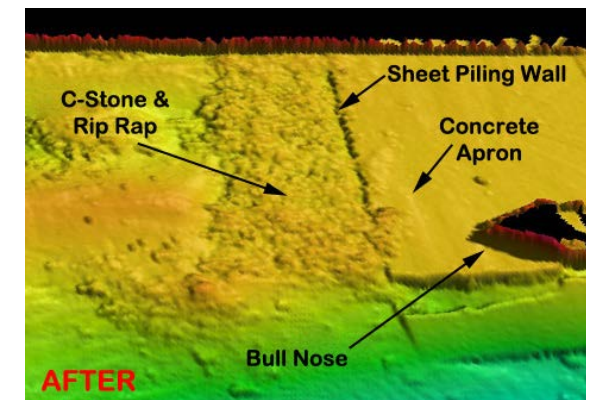 Sheet Piling Wall
C-Stone &
Rip Rap
Concrete
Apron
Bull Nose
AFTER